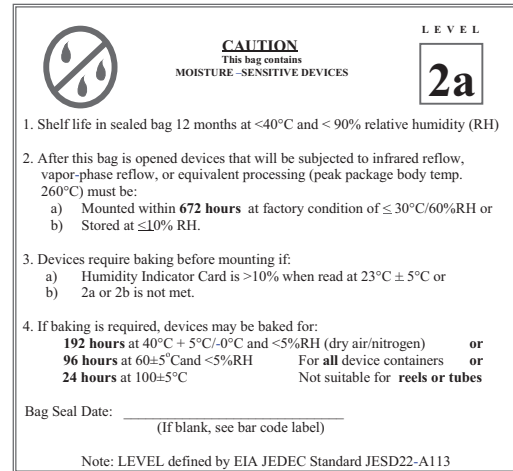 LEVEL
CAUTION
This bag contains
MOISTURE –SENSITIVE DEVICES
2a
1. Shelf life in sealed bag 12 months at <40°C and < 90% relative humidity (RH)
2. After this bag is opened devices that will be subjected to infrared reflow,
vapor-phase reflow, or equivalent processing (peak package body temp.
260°C) must be:
a) Mounted within 672 hours at factory condition of ≤ 30°C/60%RH or
b) Stored at ≤10% RH.
3. Devices require baking before mounting if:
a) Humidity Indicator Card is >10% when read at 23°C ± 5°C or
b) 2a or 2b is not met.
4. If baking is required, devices may be baked for:
192 hours at 40°C + 5°C/-0°C and <5%RH (dry air/nitrogen) or
96 hours at 60±5°Cand <5%RH For all device containers or
24 hours at 100±5°C Not suitable for reels or tubes
Bag Seal Date: ______________________________
(If blank, see bar code label)
Note: LEVEL defined by EIA JEDEC Standard JESD22-A113